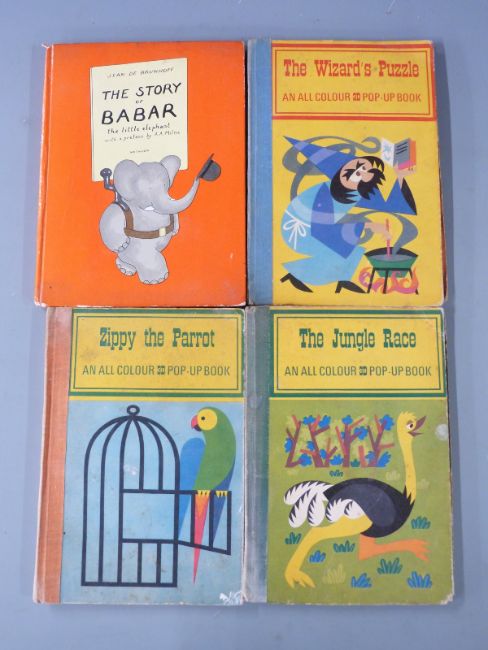 JEAN DE BRUNHOFF
THE STORY
OF
BABAR
the little elephant
with a preface by A.A. Milne
The Wizard's Puzzle
AN ALL COLOUR 3D POP-UP BOOK
Zippy the Parrot
AN ALL COLOUR 3D POP-UP BOOK
The Jungle Race
AN ALL COLOUR 3D POP-UP BOOK